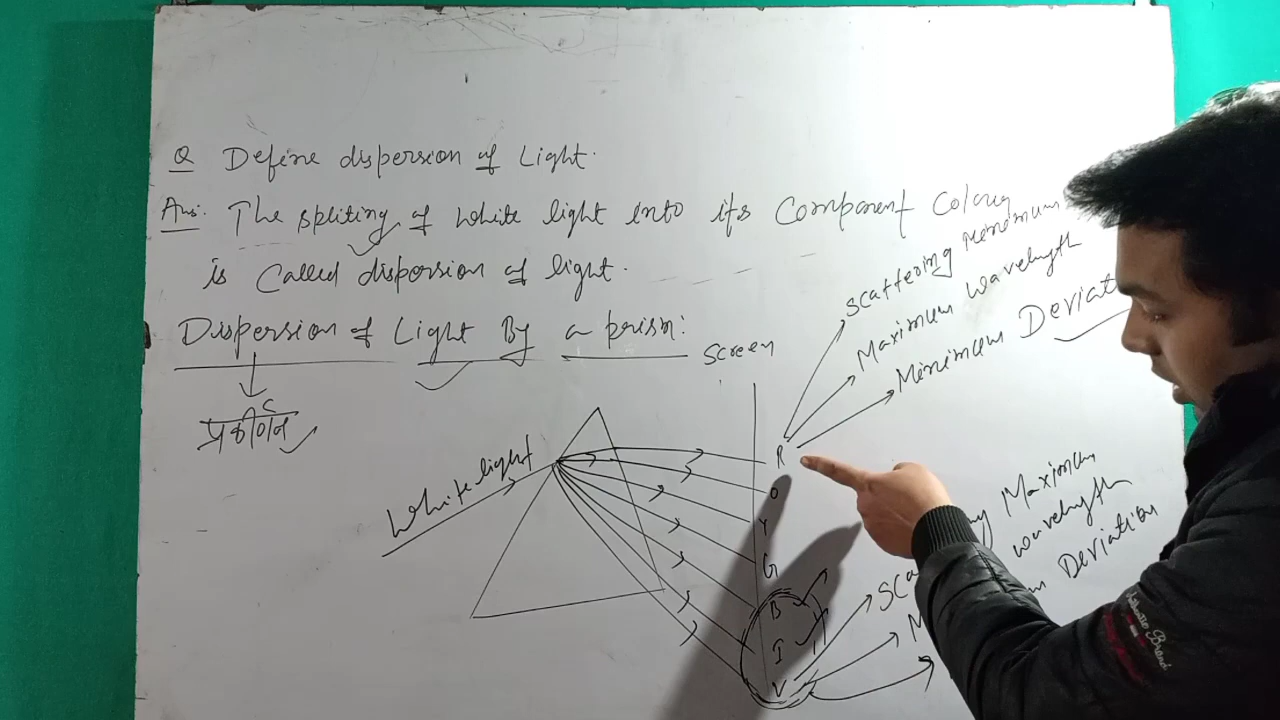 Q Define dispersion of Light.
Ans: The spliting of white light into its Component Colours
is Called dispersion of light.
Dispersion of Light By a prism:
प्रकीर्णन
Screen
White light
R
O
Y
G
B
I
V
Scattering Minimum
Maximum Wavelength
Minimum Deviat
Maximum
wavelength
Deviation